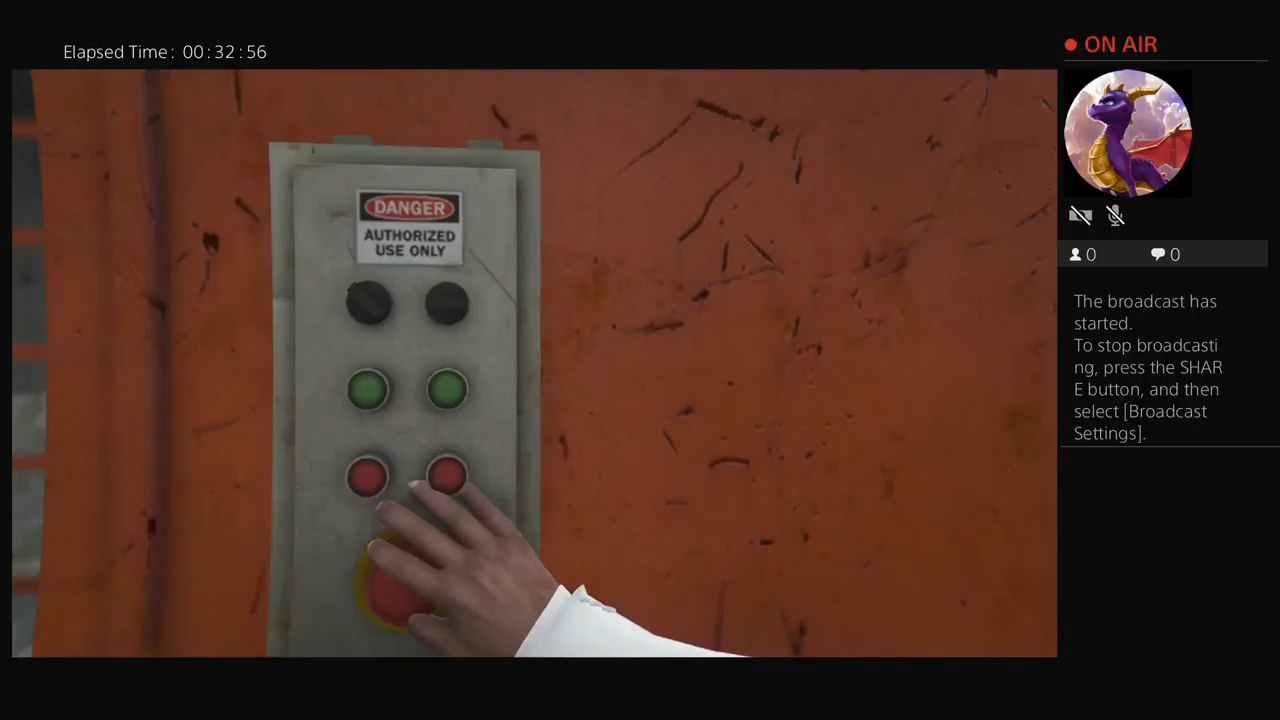 Elapsed Time: 00:32:56
ON AIR
DANGER
AUTHORIZED
USE ONLY
0
0
The broadcast has
started.
To stop broadcasti
ng, press the SHAR
E button, and then
select [Broadcast
Settings].